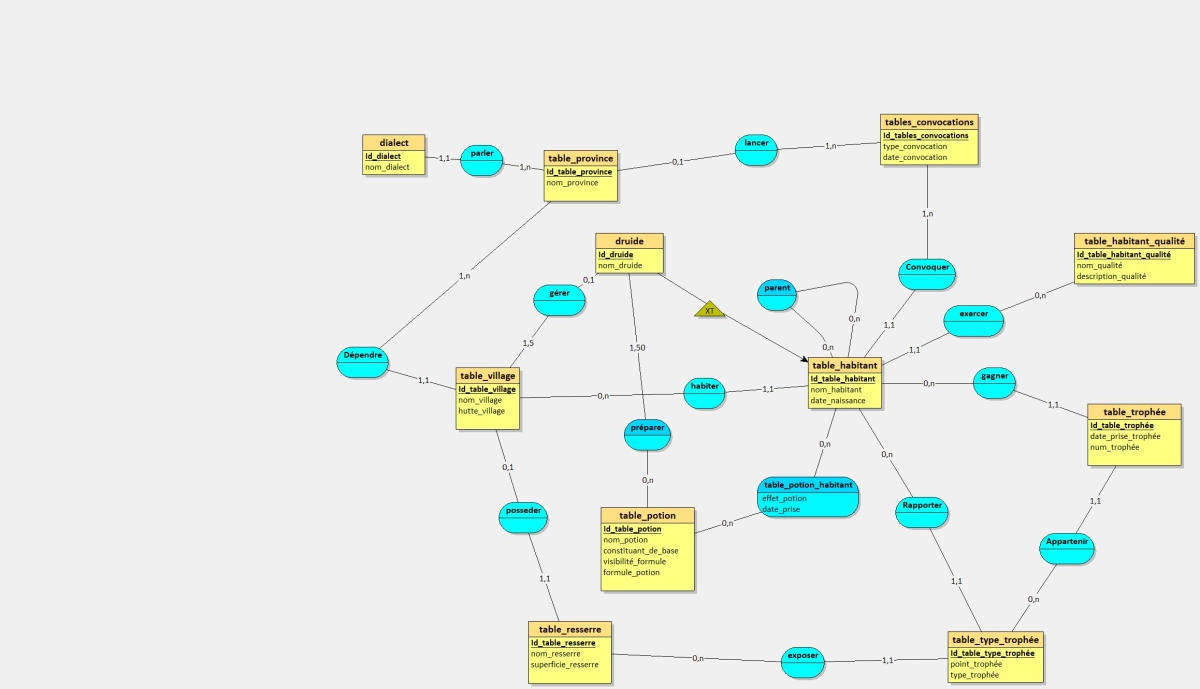 tables_convocations
Id_tables_convocations
type_convocation
date_convocation
dialect
Id_dialect
nom_dialect
1,1
parler
1,n
table_province
Id_table_province
nom_province
0,1
lancer
1,n
1,n
druide
Id_druide
nom_druide
table_habitant_qualité
Id_table_habitant_qualité
nom_qualité
description_qualité
1,n
Convoquer
0,1
gérer
parent
0,n
exercer
0,n
XT
1,1
0,n
1,1
1,5
1,50
0,n
Dépendre
1,1
table_village
Id_table_village
nom_village
hutte_village
0,n
habiter
1,1
table_habitant
Id_table_habitant
nom_habitant
date_naissance
0,n
gagner
1,1
table_trophée
Id_table_trophée
date_prise_trophée
num_trophée
préparer
0,n
0,n
0,n
0,1
table_potion_habitant
effet_potion
date_prise
0,n
1,1
posseder
table_potion
Id_table_potion
nom_potion
constituant_de_base
visibilité_formule
formule_potion
Rapporter
Appartenir
1,1
1,1
0,n
table_resserre
Id_table_resserre
nom_resserre
superficie_resserre
0,n
exposer
1,1
table_type_trophée
Id_table_type_trophée
point_trophée
type_trophée